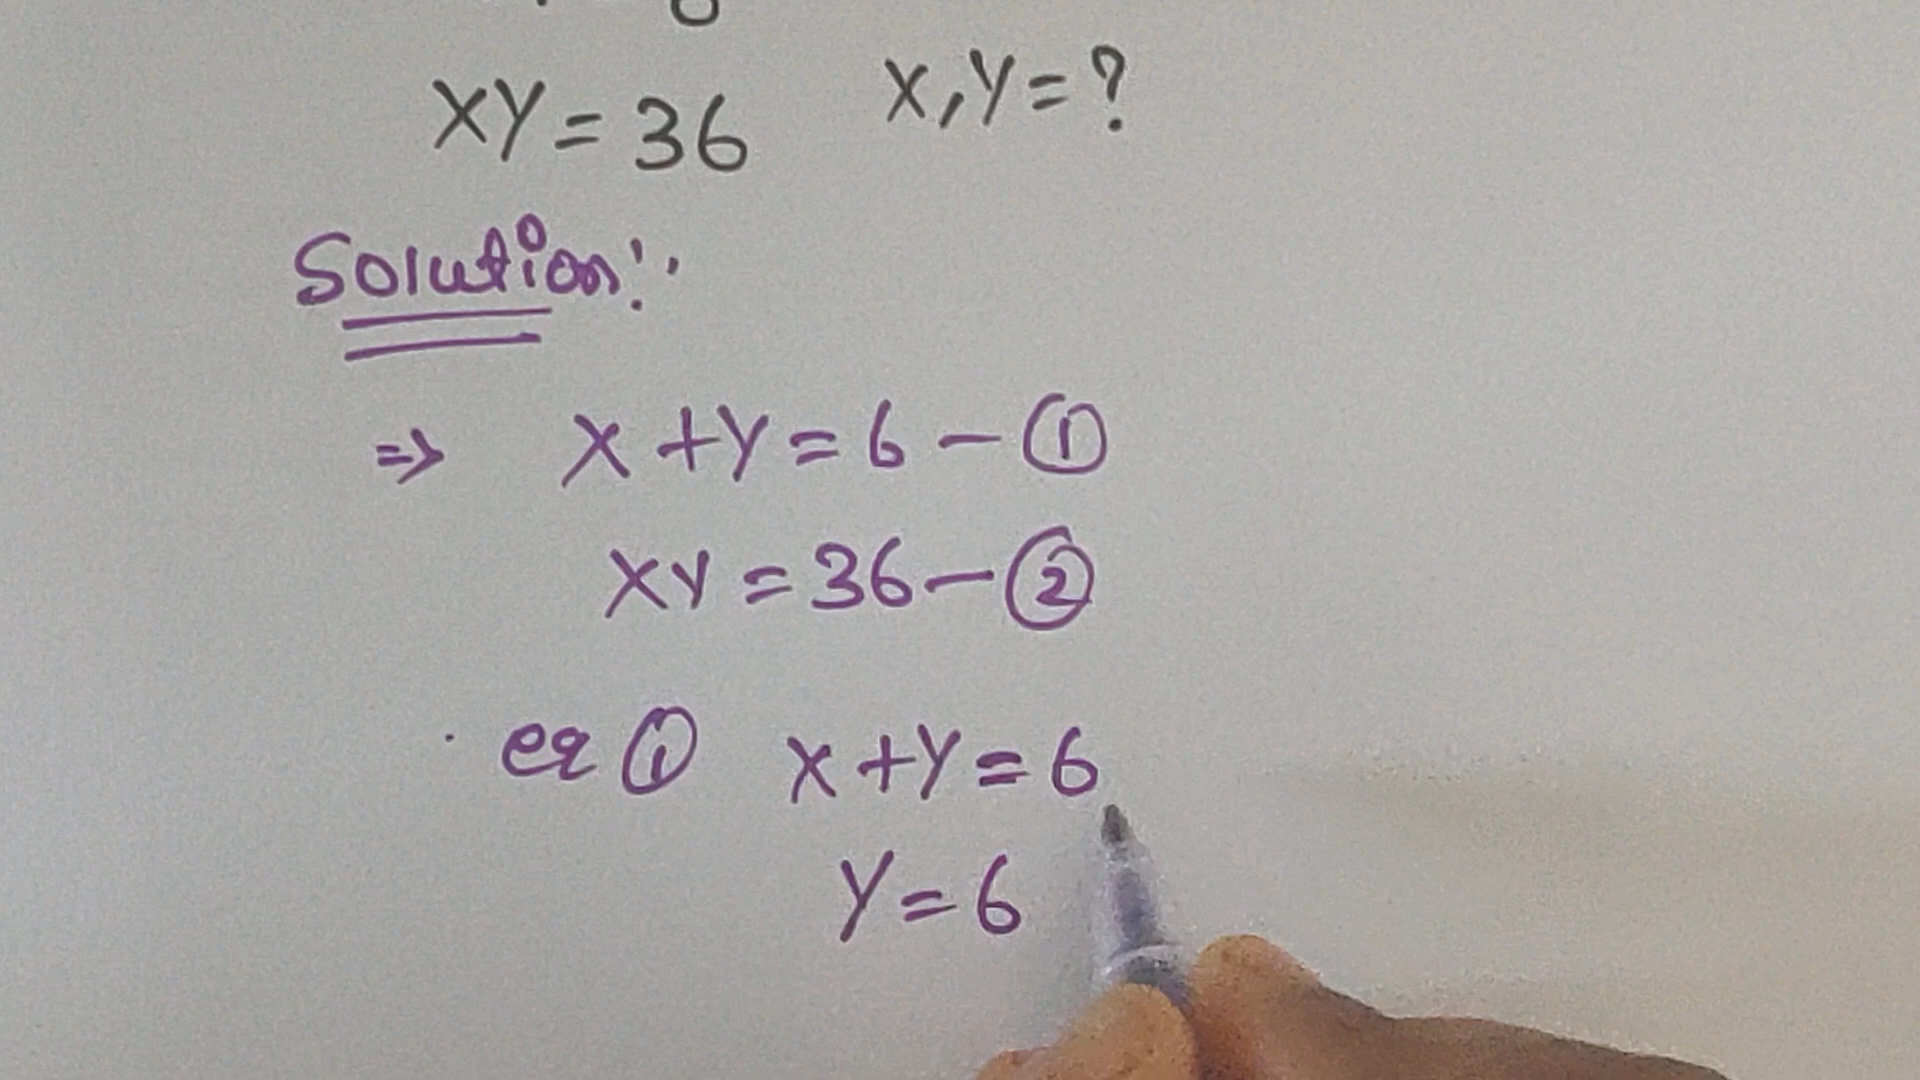 XY = 36 X,Y = ?
Solution:-
=> X + Y = 6 - ①
XY = 36 - ②
eq ① X + Y = 6
Y = 6